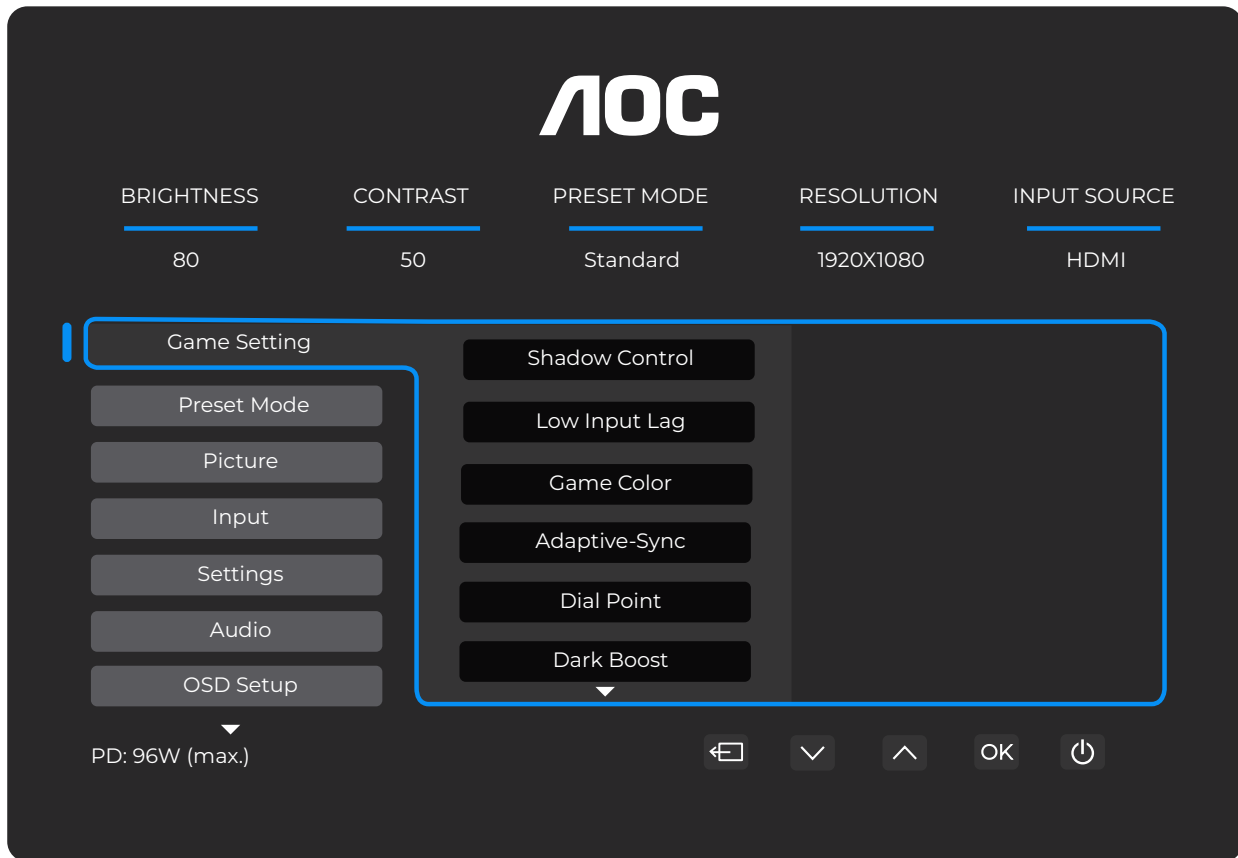 AOC
BRIGHTNESS CONTRAST PRESET MODE RESOLUTION INPUT SOURCE
80 50 Standard 1920X1080 HDMI
Game Setting
Preset Mode
Picture
Input
Settings
Audio
OSD Setup
Shadow Control
Low Input Lag
Game Color
Adaptive-Sync
Dial Point
Dark Boost
PD: 96W (max.)
OK